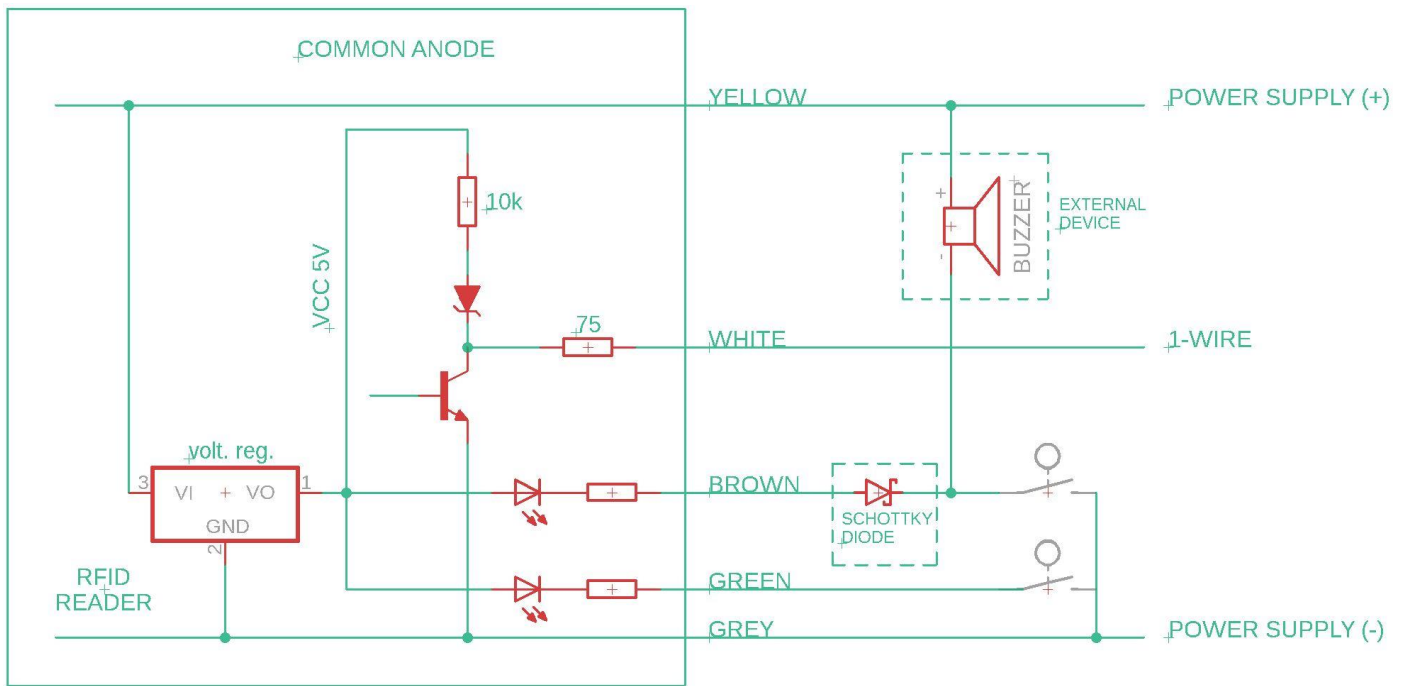 COMMON ANODE
YELLOW
POWER SUPPLY (+)
10k
+
BUZZER
-
EXTERNAL
DEVICE
VCC 5V
75
WHITE
1-WIRE
volt. reg.
3
VI
VO
1
GND
2
BROWN
SCHOTTKY
DIODE
RFID
READER
GREEN
GREY
POWER SUPPLY (-)